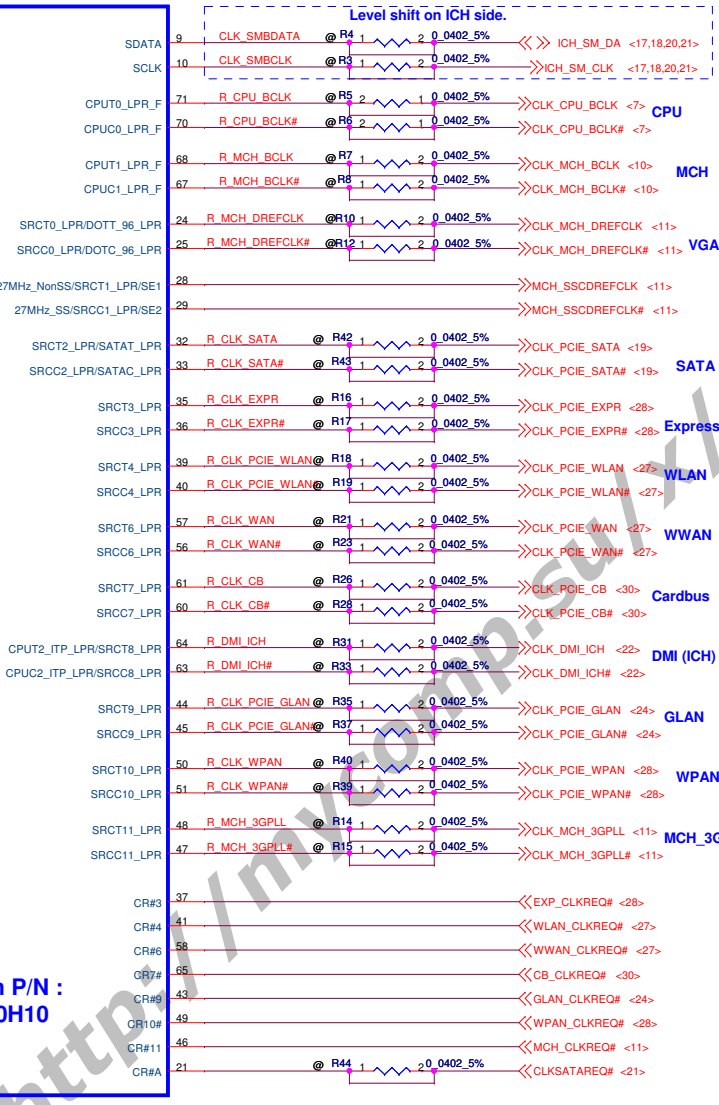 Level shift on ICH side.
SDATA 9 CLK_SMBDATA @ R4 1 2 0_0402_5% ICH_SM_DA <17,18,20,21>
SCLK 10 CLK_SMBCLK @ R3 1 2 0_0402_5% ICH_SM_CLK <17,18,20,21>
CPUT0_LPR_F 71 R_CPU_BCLK @ R5 2 1 0_0402_5% CLK_CPU_BCLK <7>
CPU
CPUC0_LPR_F 70 R_CPU_BCLK# @ R6 2 1 0_0402_5% CLK_CPU_BCLK# <7>
CPUT1_LPR_F 68 R_MCH_BCLK @ R7 1 2 0_0402_5% CLK_MCH_BCLK <10>
MCH
CPUC1_LPR_F 67 R_MCH_BCLK# @ R8 1 2 0_0402_5% CLK_MCH_BCLK# <10>
SRCT0_LPR/DOTT_96_LPR 24 R_MCH_DREFCLK @ R10 1 2 0_0402_5% CLK_MCH_DREFCLK <11>
SRCC0_LPR/DOTC_96_LPR 25 R_MCH_DREFCLK# @ R12 1 2 0_0402_5% CLK_MCH_DREFCLK# <11> VGA
27MHz_NonSS/SRCT1_LPR/SE1 28 MCH_SSCDREFCLK <11>
27MHz_SS/SRCC1_LPR/SE2 29 MCH_SSCDREFCLK# <11>
SRCT2_LPR/SATAT_LPR 32 R_CLK_SATA @ R42 1 2 0_0402_5% CLK_PCIE_SATA <19>
SATA
SRCC2_LPR/SATAC_LPR 33 R_CLK_SATA# @ R43 1 2 0_0402_5% CLK_PCIE_SATA# <19>
SRCT3_LPR 35 R_CLK_EXPR @ R16 1 2 0_0402_5% CLK_PCIE_EXPR <28>
SRCC3_LPR 36 R_CLK_EXPR# @ R17 1 2 0_0402_5% CLK_PCIE_EXPR# <28> Express
SRCT4_LPR 39 R_CLK_PCIE_WLAN @ R18 1 2 0_0402_5% CLK_PCIE_WLAN <27>
WLAN
SRCC4_LPR 40 R_CLK_PCIE_WLAN# @ R19 1 2 0_0402_5% CLK_PCIE_WLAN# <27>
SRCT6_LPR 57 R_CLK_WAN @ R21 1 2 0_0402_5% CLK_PCIE_WAN <27>
WWAN
SRCC6_LPR 56 R_CLK_WAN# @ R23 1 2 0_0402_5% CLK_PCIE_WAN# <27>
SRCT7_LPR 61 R_CLK_CB @ R26 1 2 0_0402_5% CLK_PCIE_CB <30>
Cardbus
SRCC7_LPR 60 R_CLK_CB# @ R28 1 2 0_0402_5% CLK_PCIE_CB# <30>
CPUT2_ITP_LPR/SRCT8_LPR 64 R_DMI_ICH @ R31 1 2 0_0402_5% CLK_DMI_ICH <22>
DMI (ICH)
CPUC2_ITP_LPR/SRCC8_LPR 63 R_DMI_ICH# @ R33 1 2 0_0402_5% CLK_DMI_ICH# <22>
SRCT9_LPR 44 R_CLK_PCIE_GLAN @ R35 1 2 0_0402_5% CLK_PCIE_GLAN <24>
GLAN
SRCC9_LPR 45 R_CLK_PCIE_GLAN# @ R37 1 2 0_0402_5% CLK_PCIE_GLAN# <24>
SRCT10_LPR 50 R_CLK_WPAN @ R40 1 2 0_0402_5% CLK_PCIE_WPAN <28>
WPAN
SRCC10_LPR 51 R_CLK_WPAN# @ R39 1 2 0_0402_5% CLK_PCIE_WPAN# <28>
SRCT11_LPR 48 R_MCH_3GPLL @ R14 1 2 0_0402_5% CLK_MCH_3GPLL <11>
MCH_3G
SRCC11_LPR 47 R_MCH_3GPLL# @ R15 1 2 0_0402_5% CLK_MCH_3GPLL# <11>
CR#3 37 EXP_CLKREQ# <28>
CR#4 41 WLAN_CLKREQ# <27>
CR#6 58 WWAN_CLKREQ# <27>
CR7# 65 CB_CLKREQ# <30>
CR#9 43 GLAN_CLKREQ# <24>
CR10# 49 WPAN_CLKREQ# <28>
CR#11 46 MCH_CLKREQ# <11>
CR#A 21 @ R44 1 2 0_0402_5% CLKSATAREQ# <21>
n P/N :
0H10
http://mycomp.su/x/